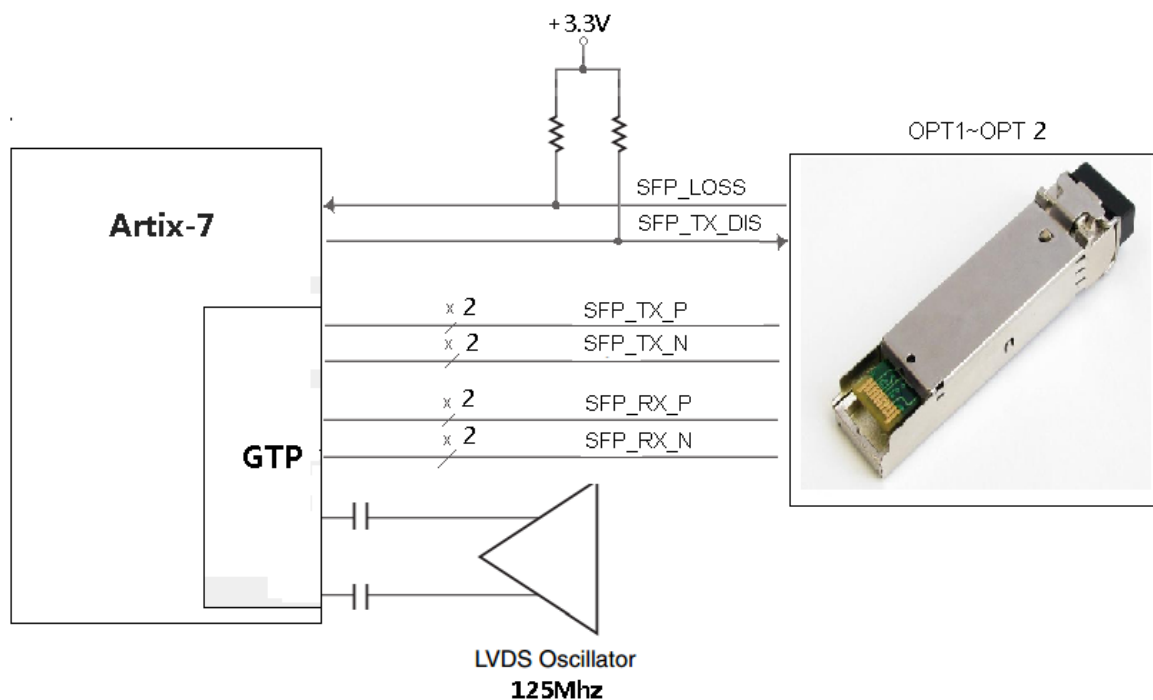 +3.3V
OPT1~OPT 2
SFP_LOSS
Artix-7
SFP_TX_DIS
x 2
SFP_TX_P
x 2
SFP_TX_N
x 2
SFP_RX_P
x 2
SFP_RX_N
GTP
LVDS Oscillator
125Mhz